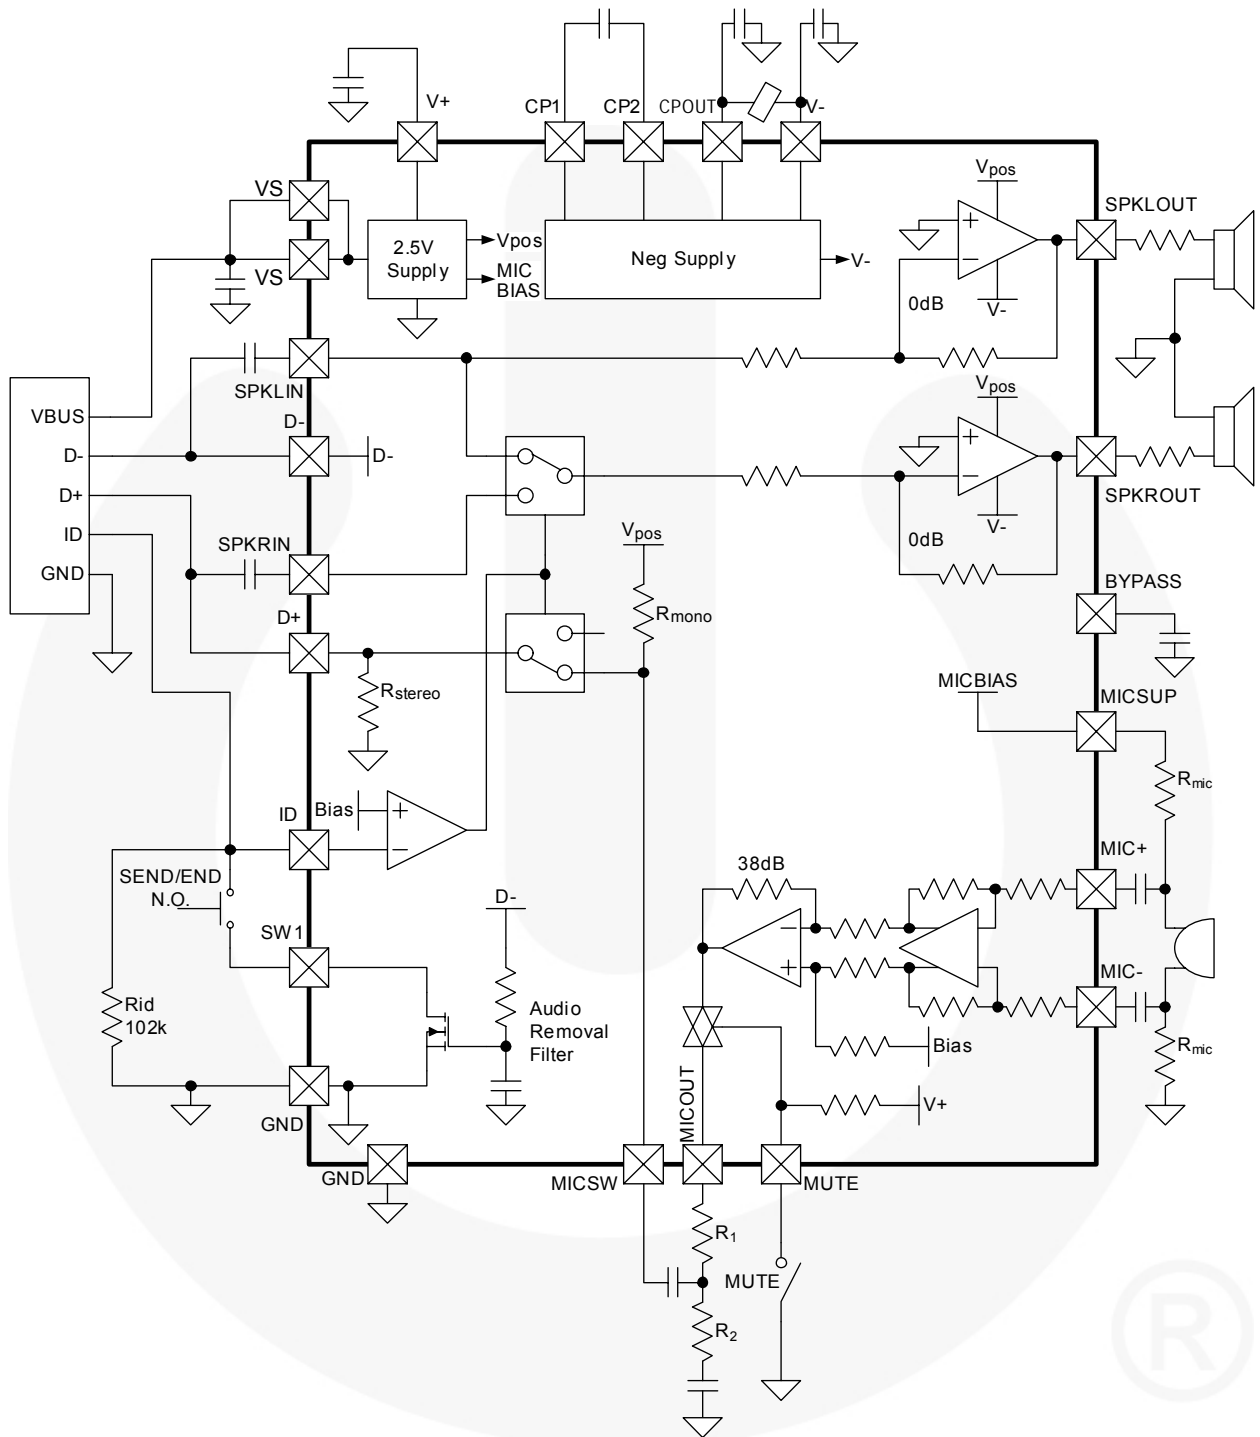 V+
CP1
CP2
CPOUT
V-
VS
VS
2.5V
Supply
Vpos
MIC
BIAS
Neg Supply
V-
Vpos
V-
0dB
SPKLOUT
SPKLIN
VBUS
D-
D+
ID
GND
D-
D-
SPKRIN
D+
Vpos
V-
0dB
SPKROUT
Vpos
Rmono
BYPASS
Rstereo
MICBIAS
MICSUP
Rmic
Bias
ID
SEND/END
N.O.
SW1
D-
Audio
Removal
Filter
38dB
MIC+
MIC-
Bias
Rmic
Rid
102k
GND
V+
MICOUT
GND
MICSW
MUTE
R1
MUTE
R2
+
-
+
-
+
-
-
+
®